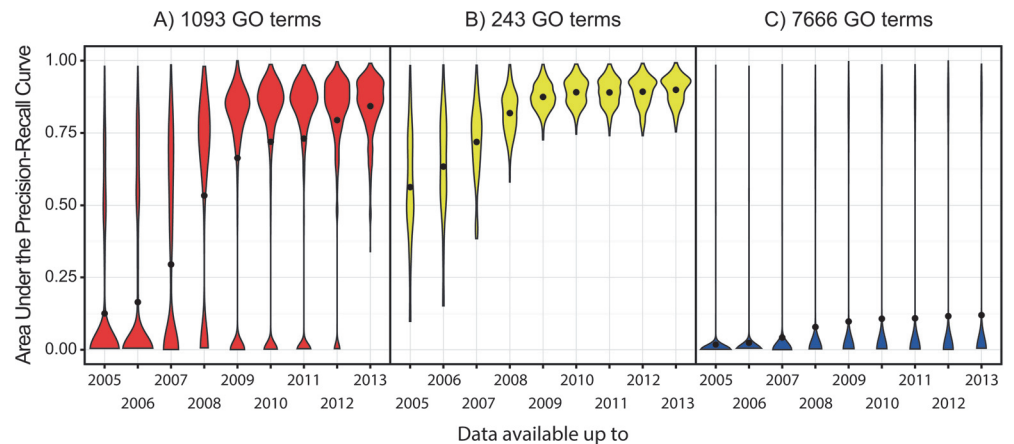 A) 1093 GO terms
B) 243 GO terms
C) 7666 GO terms
Area Under the Precision-Recall Curve
1.00
0.75
0.50
0.25
0.00
2005 2007 2009 2011 2013
2006 2008 2010 2012
2005 2007 2009 2011 2013
2006 2008 2010 2012
2005 2007 2009 2011 2013
2006 2008 2010 2012
Data available up to